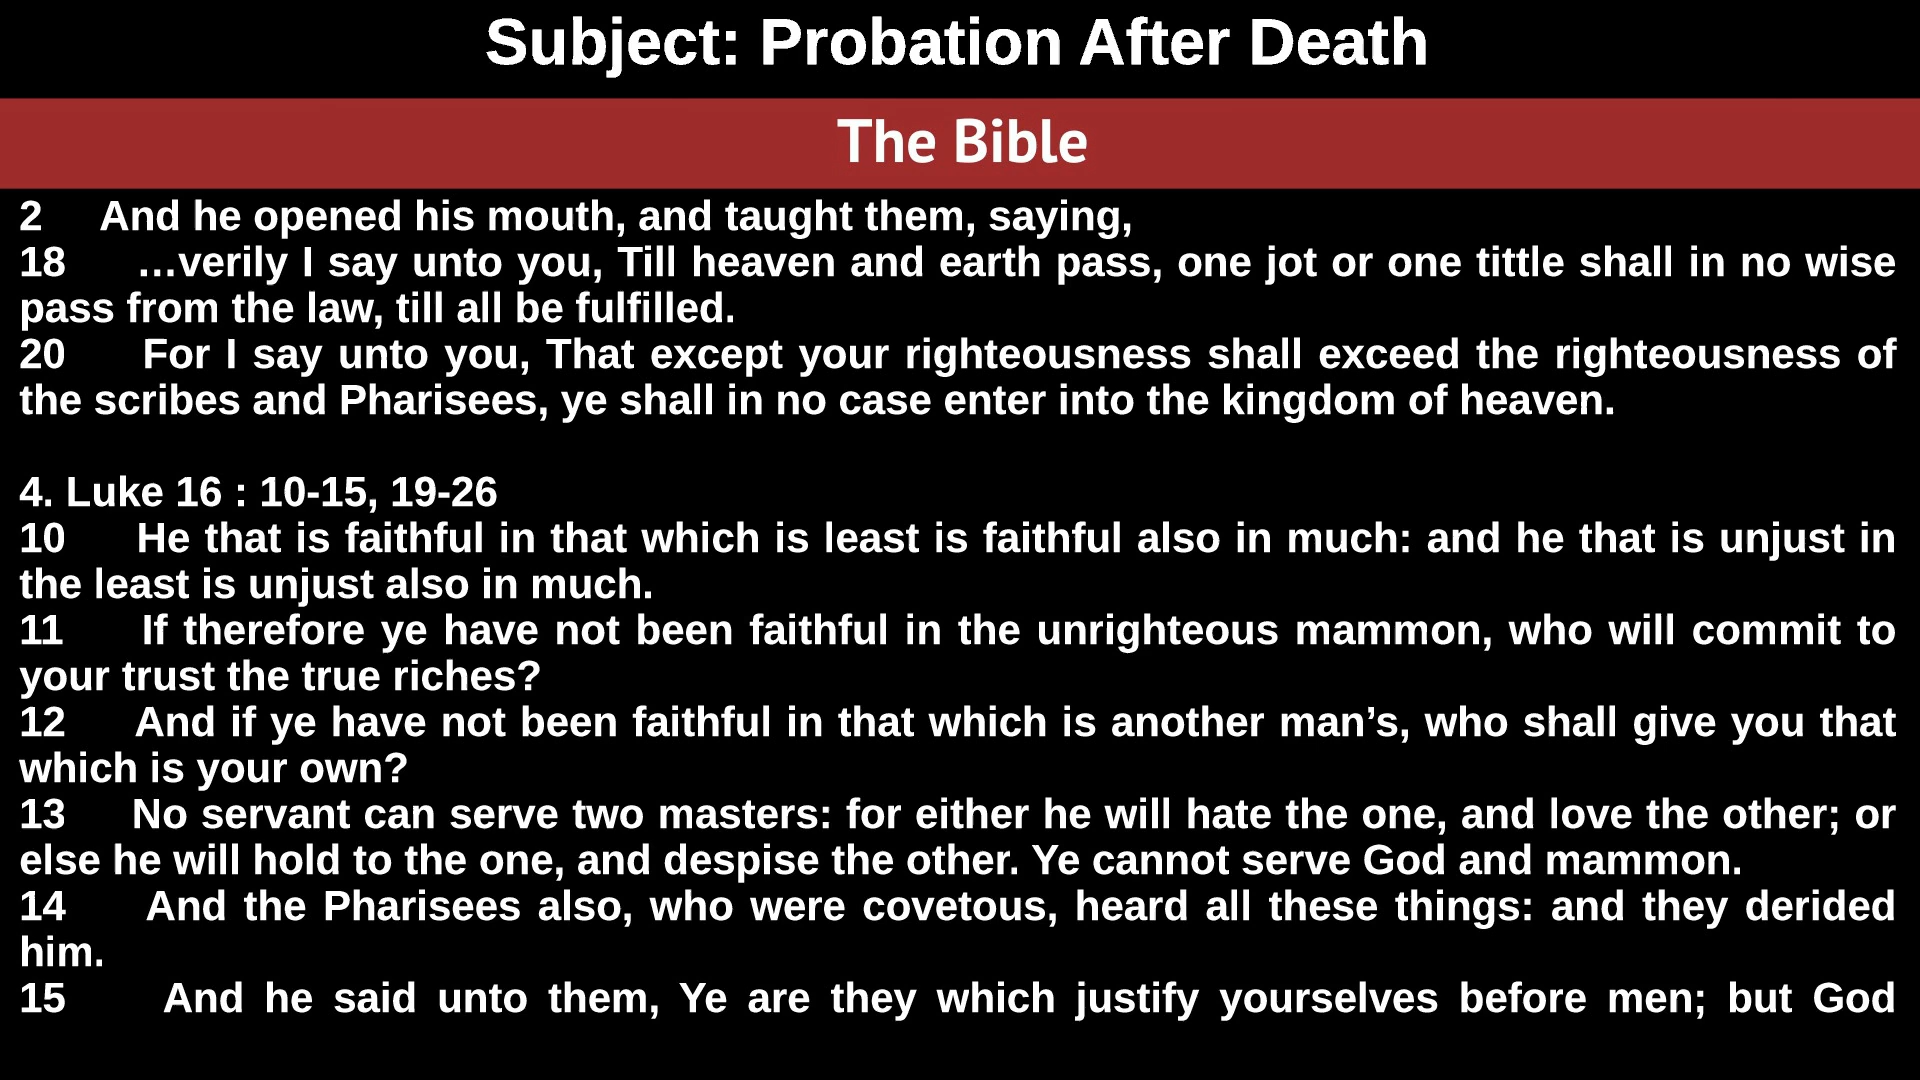 Subject: Probation After Death
The Bible
2 And he opened his mouth, and taught them, saying,
18 …verily I say unto you, Till heaven and earth pass, one jot or one tittle shall in no wise
pass from the law, till all be fulfilled.
20 For I say unto you, That except your righteousness shall exceed the righteousness of
the scribes and Pharisees, ye shall in no case enter into the kingdom of heaven.
4. Luke 16 : 10-15, 19-26
10 He that is faithful in that which is least is faithful also in much: and he that is unjust in
the least is unjust also in much.
11 If therefore ye have not been faithful in the unrighteous mammon, who will commit to
your trust the true riches?
12 And if ye have not been faithful in that which is another man’s, who shall give you that
which is your own?
13 No servant can serve two masters: for either he will hate the one, and love the other; or
else he will hold to the one, and despise the other. Ye cannot serve God and mammon.
14 And the Pharisees also, who were covetous, heard all these things: and they derided
him.
15 And he said unto them, Ye are they which justify yourselves before men; but God